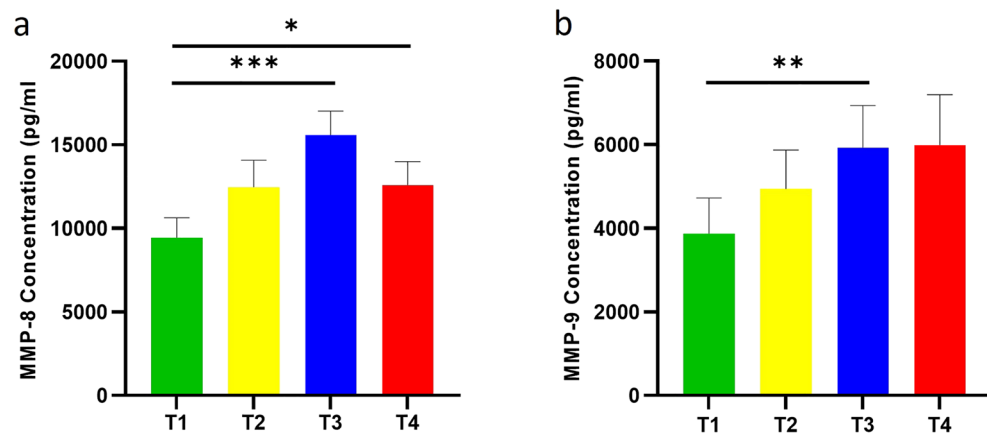 a
*
***
MMP-8 Concentration (pg/ml)
20000
15000
10000
5000
0
T1 T2 T3 T4
b
**
MMP-9 Concentration (pg/ml)
8000
6000
4000
2000
0
T1 T2 T3 T4